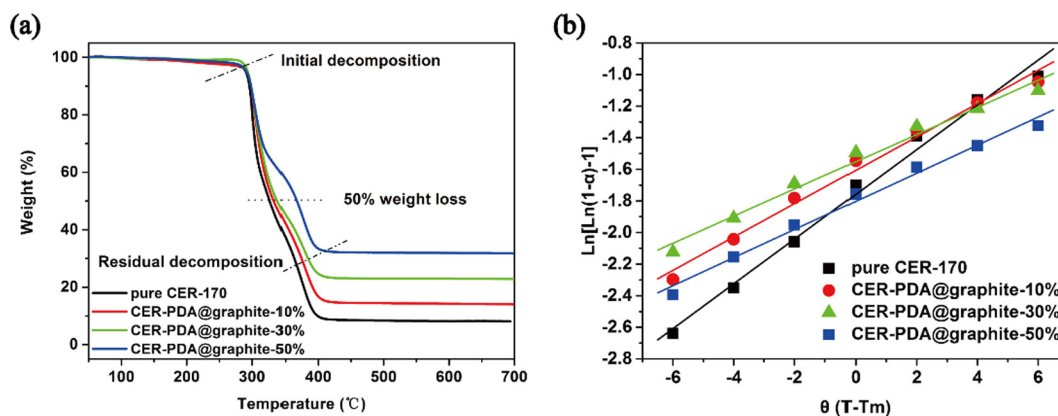 (a)
100
80
60
40
20
0
Weight (%)
Initial decomposition
50% weight loss
Residual decomposition
pure CER-170
CER-PDA@graphite-10%
CER-PDA@graphite-30%
CER-PDA@graphite-50%
100
200
300
400
500
600
700
Temperature (℃)
(b)
-1.0
-1.2
-1.4
-1.6
-1.8
-2.0
-2.2
-2.4
-2.6
-2.8
Ln[Ln(1-α)-1]
pure CER-170
CER-PDA@graphite-10%
CER-PDA@graphite-30%
CER-PDA@graphite-50%
-6
-4
-2
0
2
4
6
θ (T-Tm)